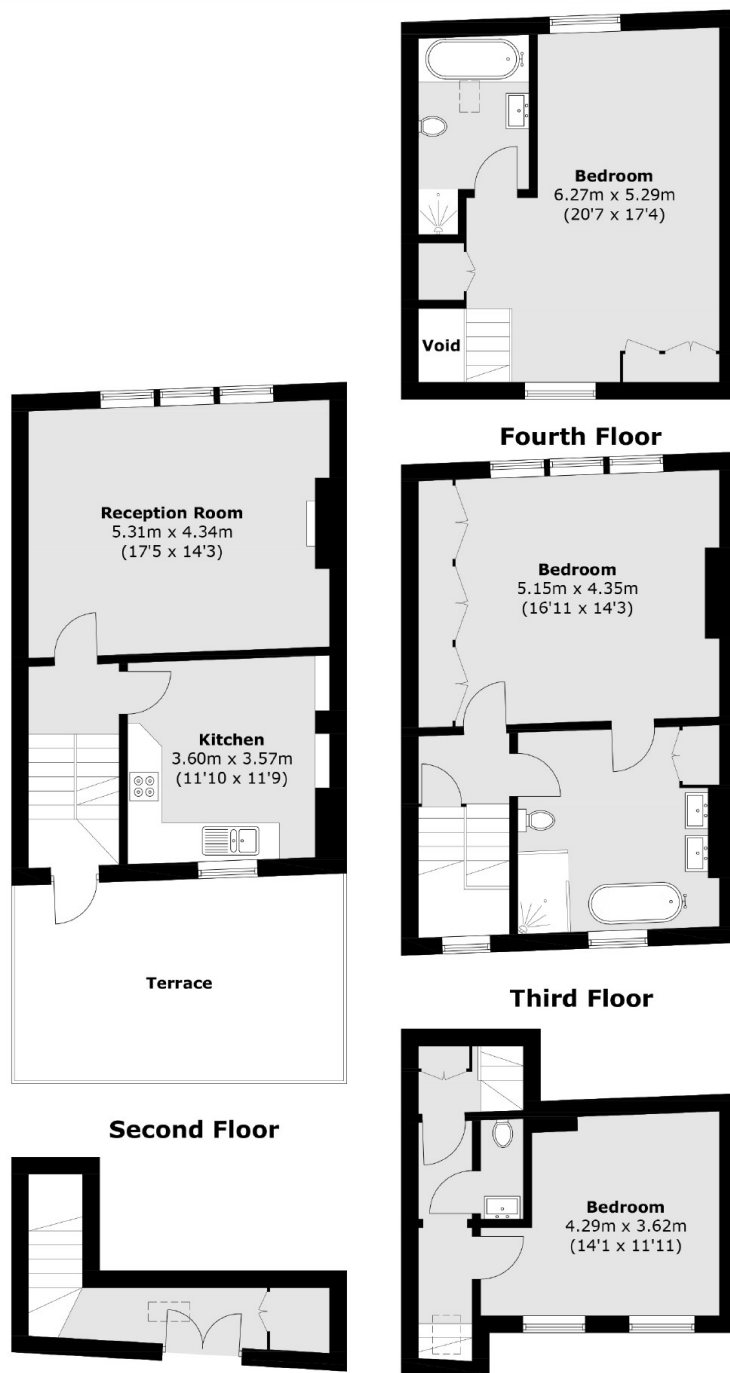 Bedroom
6.27m x 5.29m
(20'7 x 17'4)
Void
Fourth Floor
Reception Room
5.31m x 4.34m
(17'5 x 14'3)
Kitchen
3.60m x 3.57m
(11'10 x 11'9)
Terrace
Second Floor
Bedroom
5.15m x 4.35m
(16'11 x 14'3)
Third Floor
Bedroom
4.29m x 3.62m
(14'1 x 11'11)